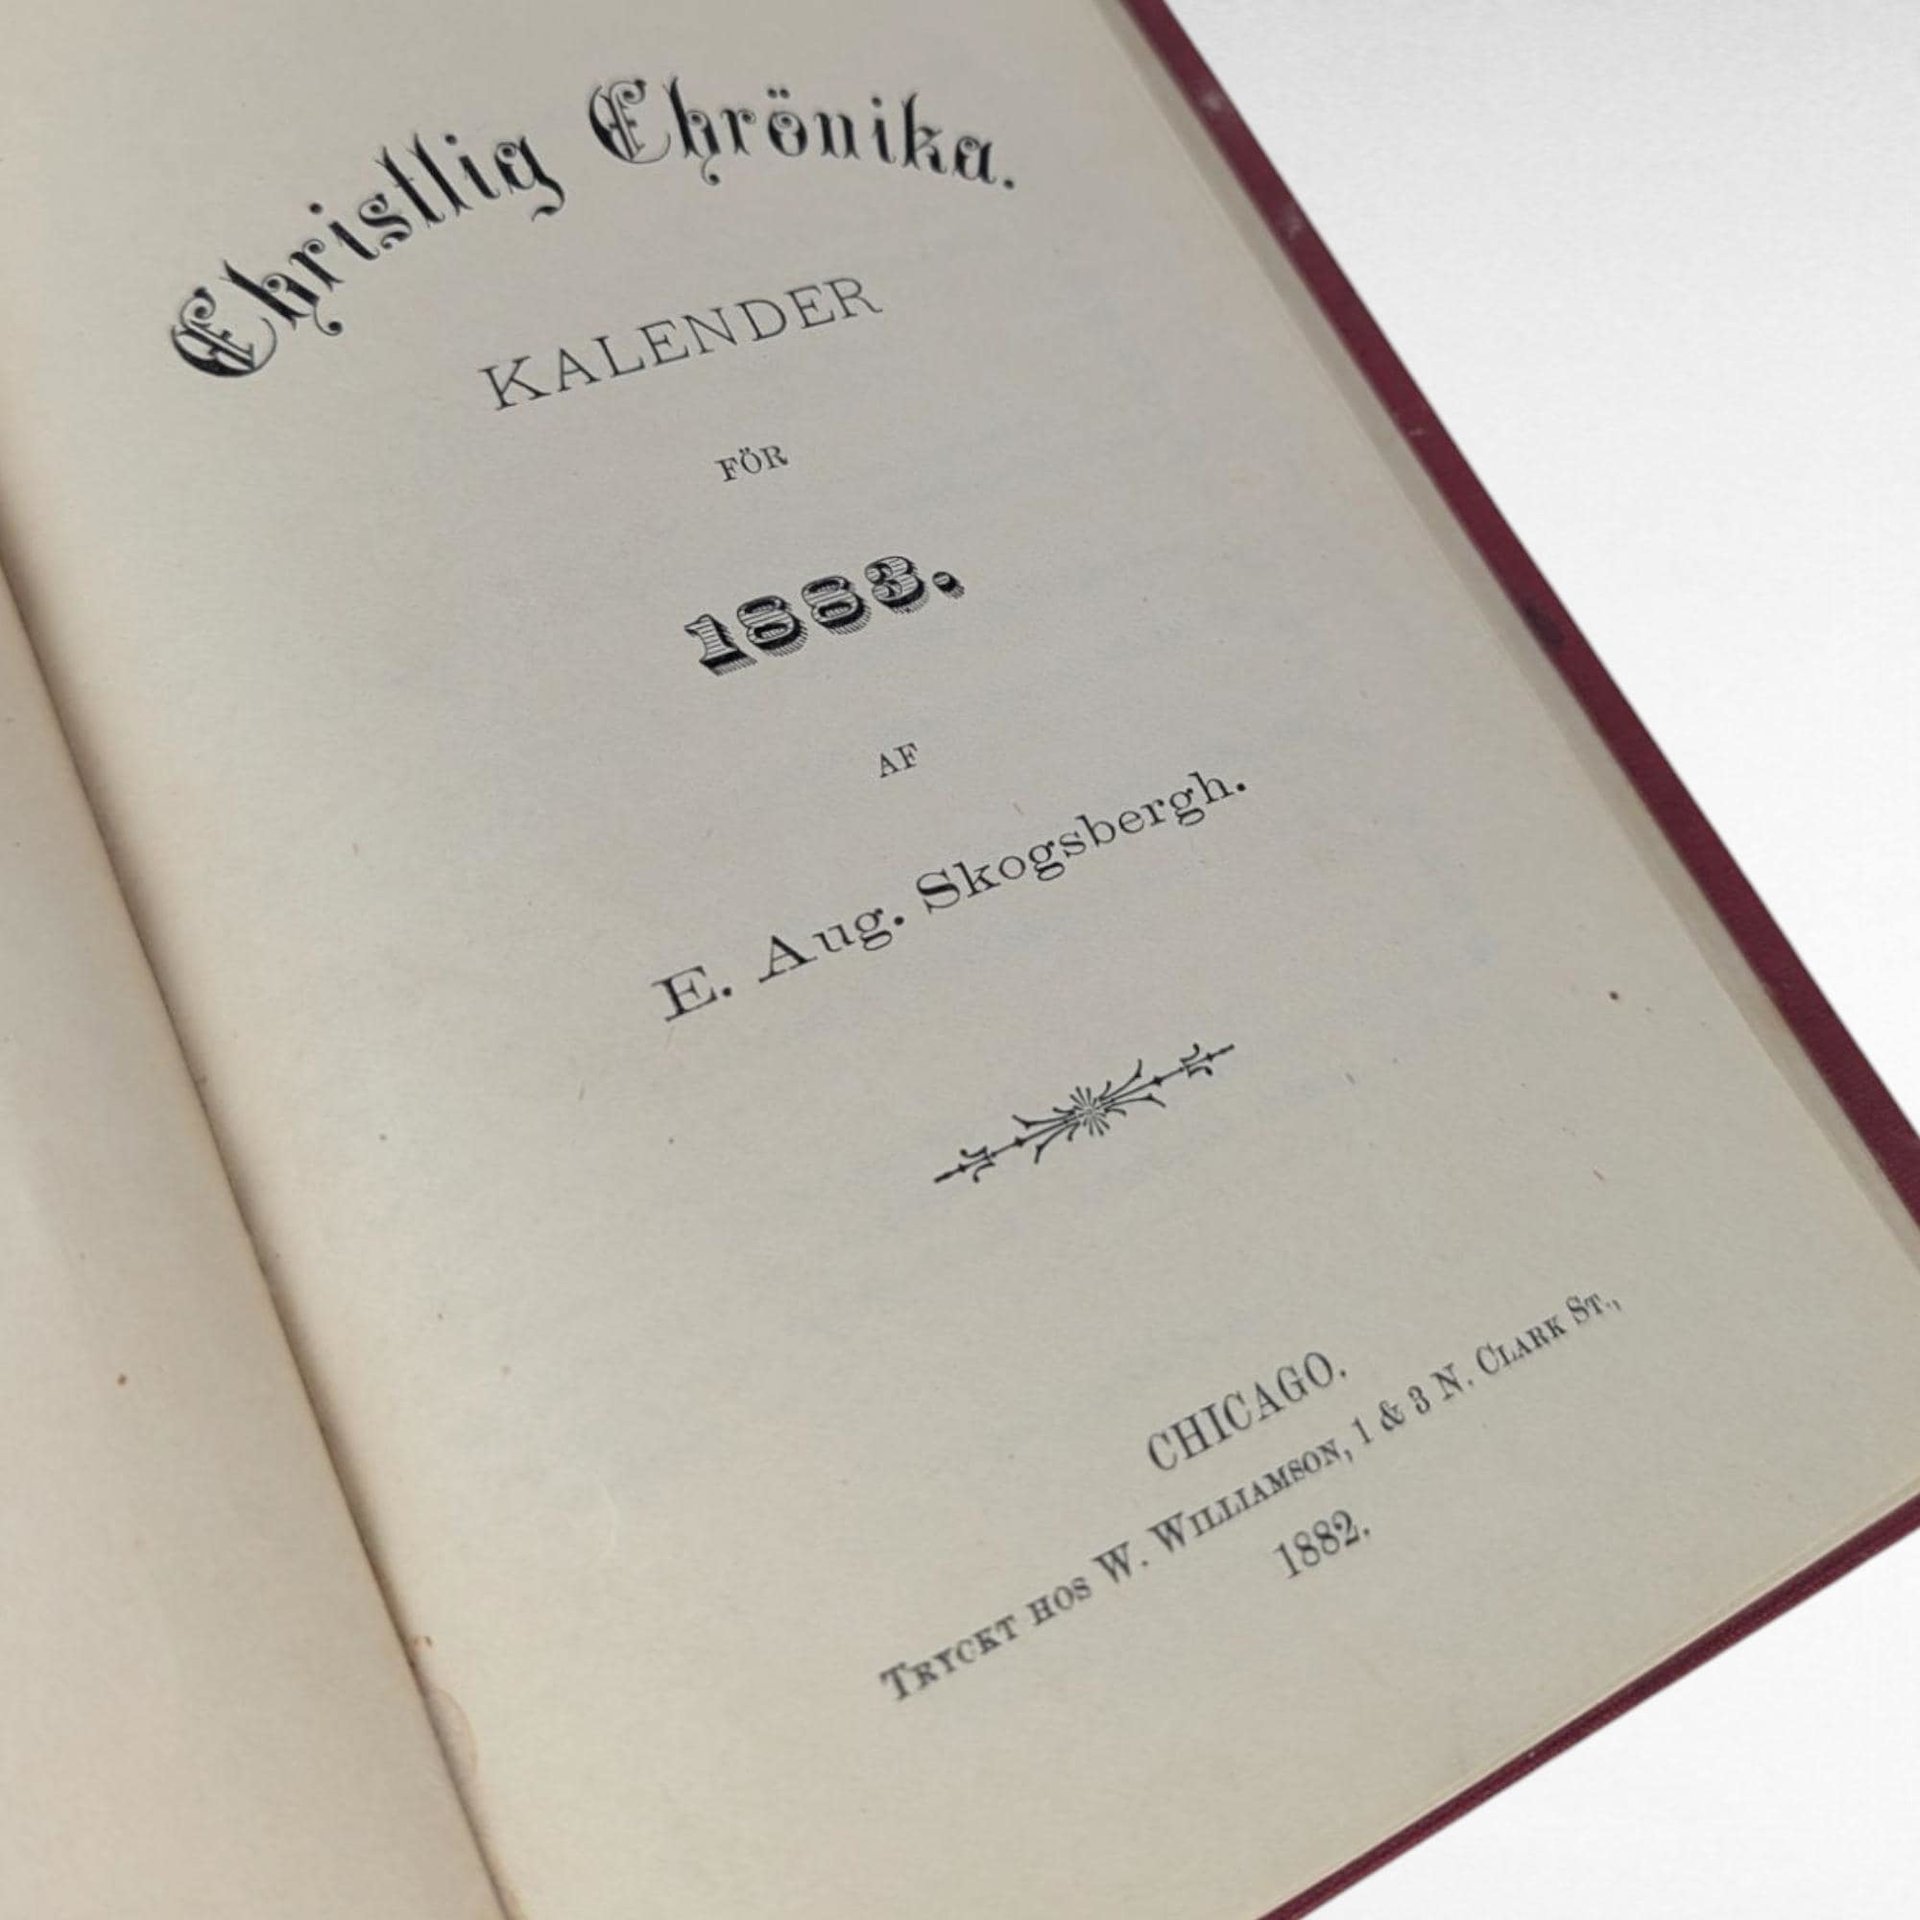 Christlig Chrönika.
KALENDER
FÖR
1883.
AF
E. Aug. Skogsbergh.
CHICAGO.
TRYCKT HOS W. WILLIAMSON, 1 & 3 N. CLARK ST.,
1882.